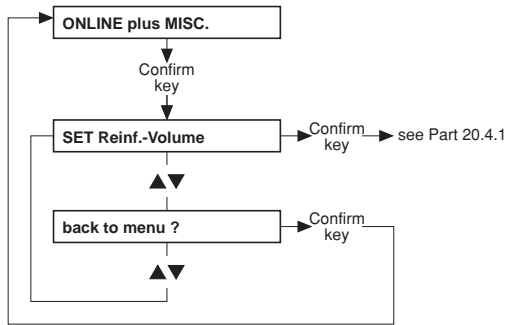 ONLINE plus MISC.
Confirm
key
SET Reinf.-Volume
Confirm
key
see Part 20.4.1
back to menu ?
Confirm
key